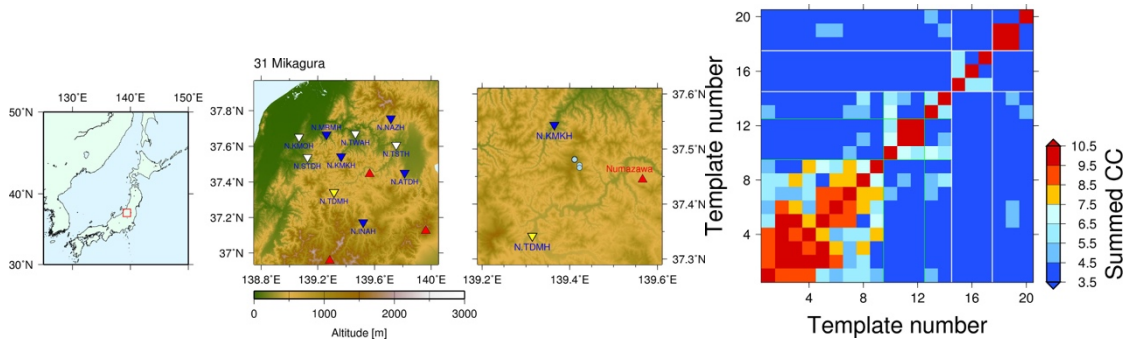 130°E 140°E 150°E
50°N
40°N
30°N
31 Mikagura
37.8°N
37.6°N
37.4°N
37.2°N
37°N
N.NAZH
N.MRMH
N.TWAH
N.KMOH
N.TSTH
N.STDH
N.KMKH
N.ATDH
N.TDMH
N.INAH
138.8°E 139.2°E 139.6°E 140°E
0 1000 2000 3000
Altitude [m]
37.6°N
37.5°N
37.4°N
37.3°N
N.KMKH
Numazawa
N.TDMH
139.4°E 139.6°E
20
16
12
8
4
Template number
4 8 12 16 20
Template number
10.5
9.5
8.5
7.5
6.5
5.5
4.5
3.5
Summed CC